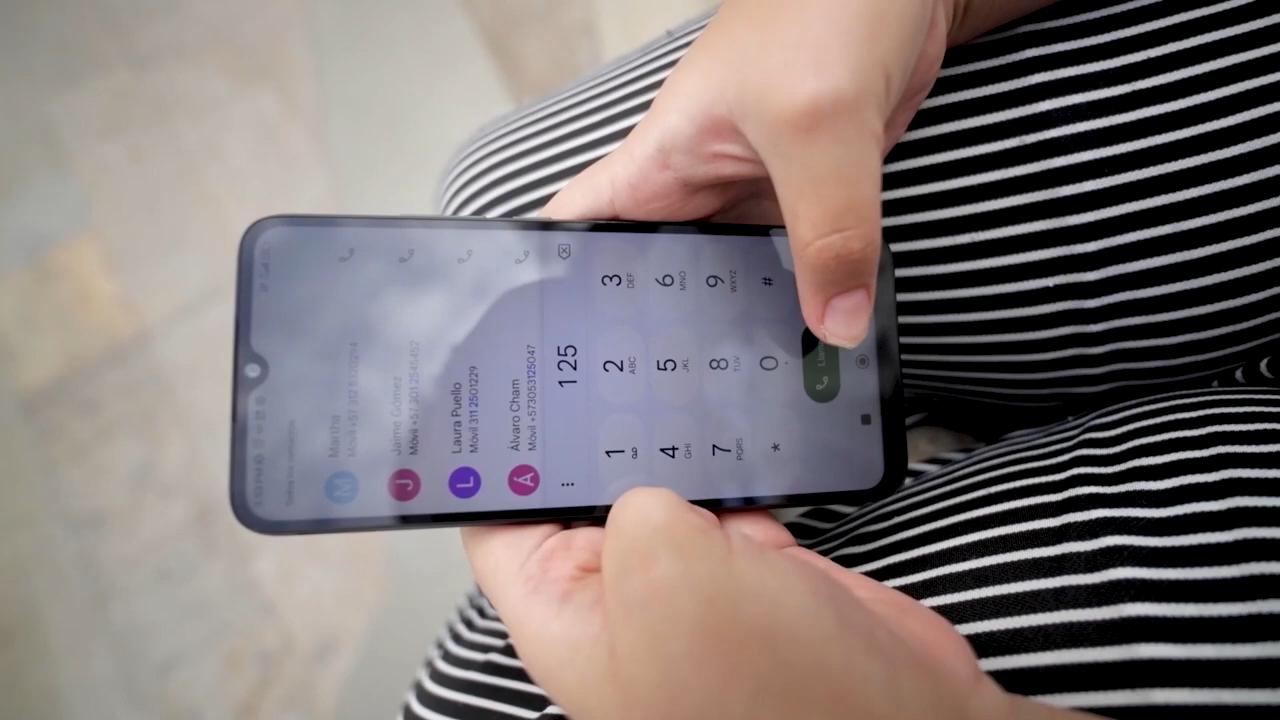 Martha
Jaime Gómez
Laura Puello
Móvil 311 2501229
Álvaro Cham
Móvil +573053125047
125
1
2 ABC
3 DEF
4 GHI
5 JKL
6 MNO
7 PQRS
8 TUV
9 WXYZ
*
0
#